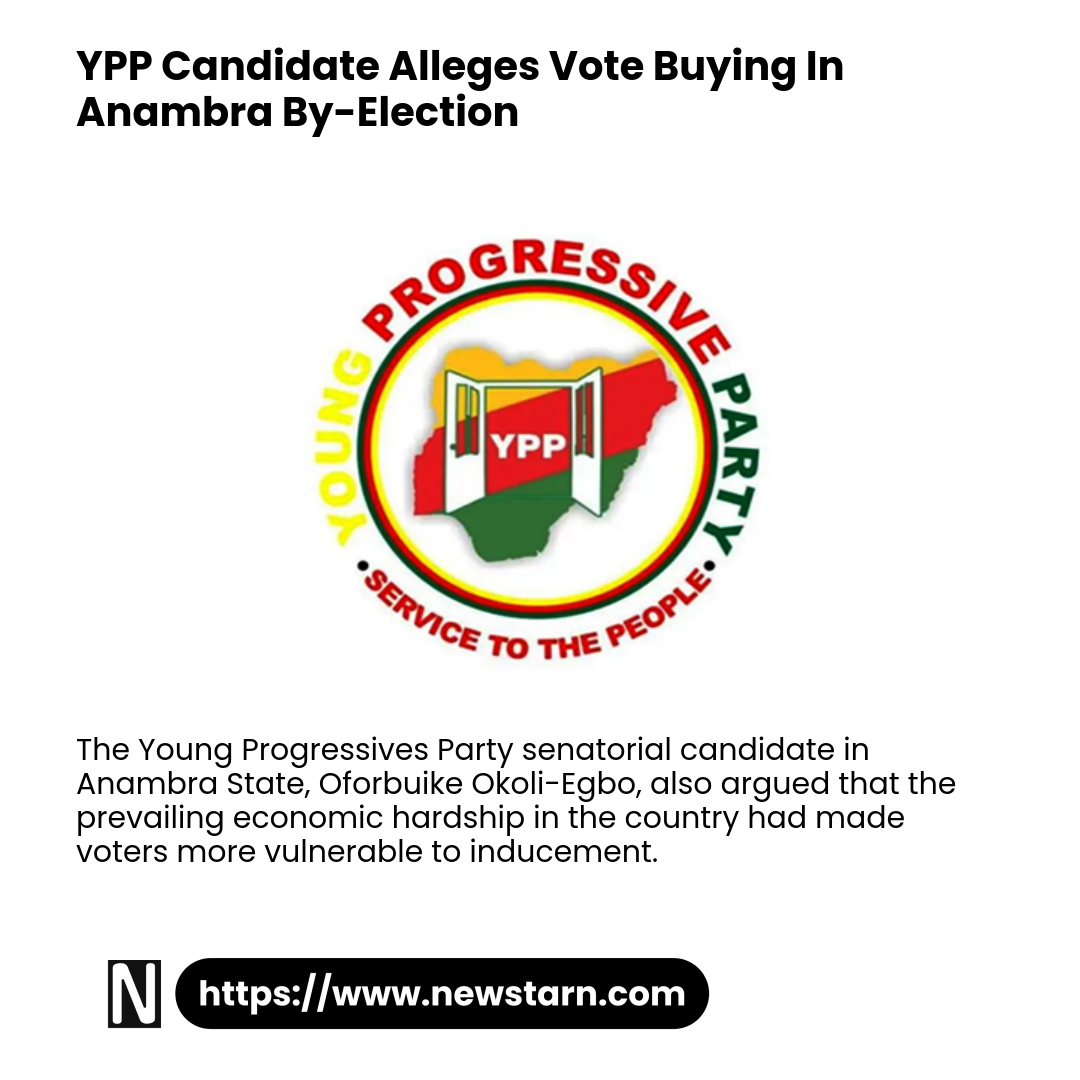 YPP Candidate Alleges Vote Buying In
Anambra By-Election
YOUNG PROGRESSIVE PARTY
YPP
• SERVICE TO THE PEOPLE •
The Young Progressives Party senatorial candidate in
Anambra State, Oforbuike Okoli-Egbo, also argued that the
prevailing economic hardship in the country had made
voters more vulnerable to inducement.
N
https://www.newstarn.com